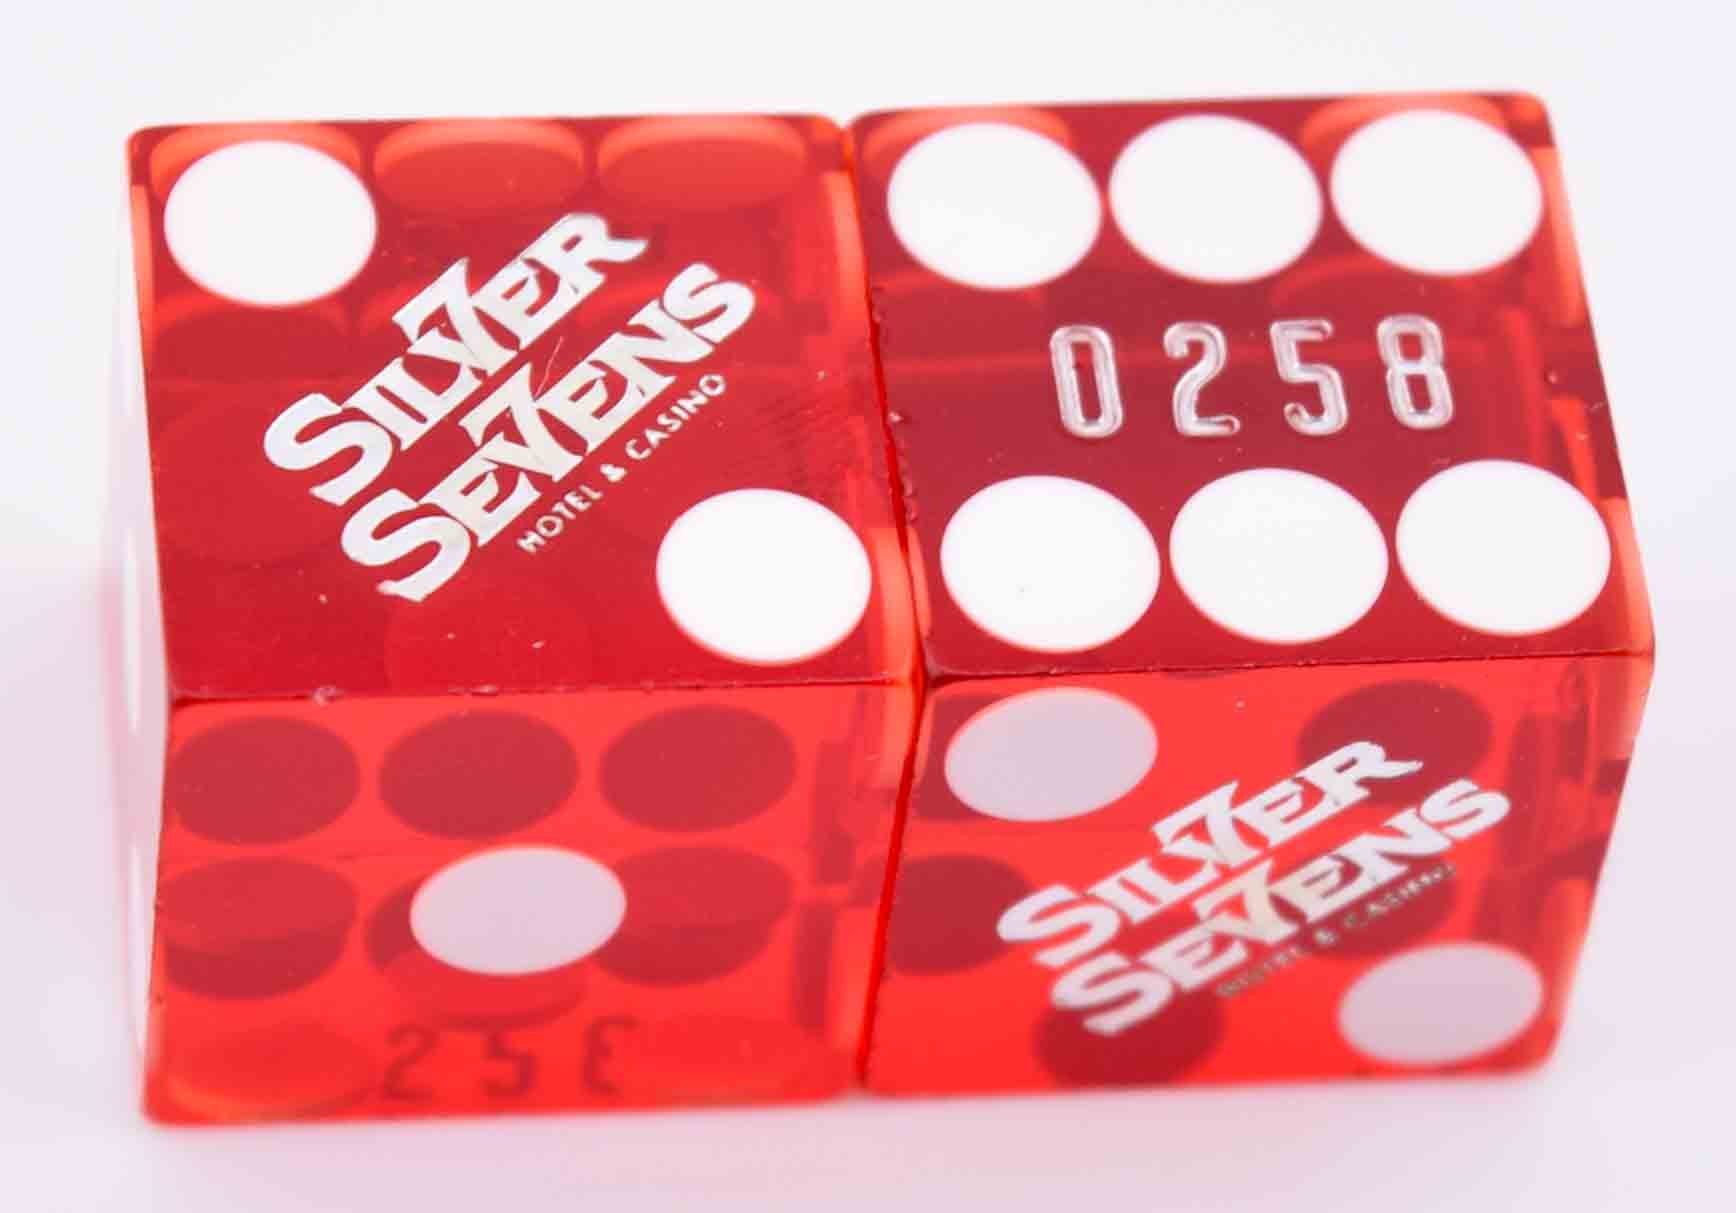 SILVER
SEVENS
HOTEL & CASINO
0258
SILVER
SEVENS
HOTEL & CASINO